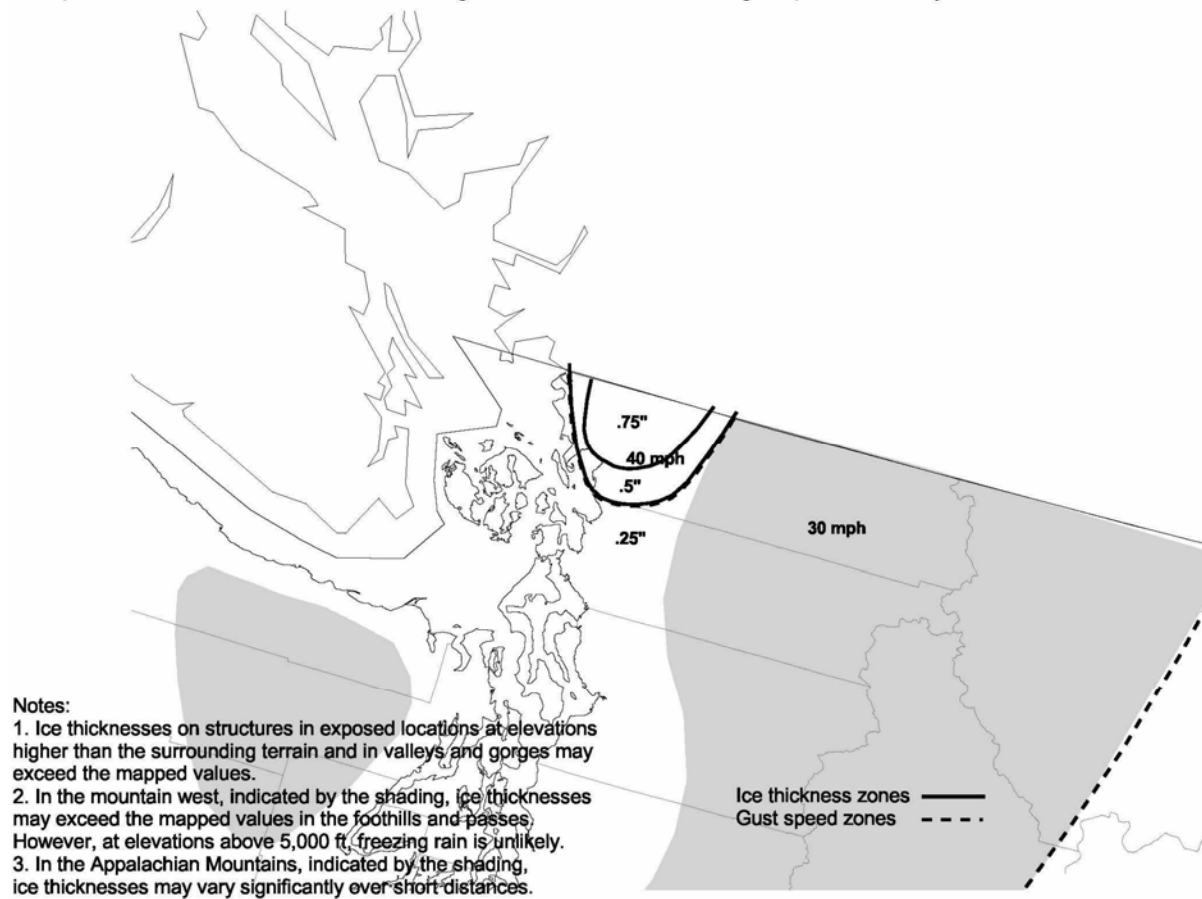 .75"
40 mph
.5"
.25"
30 mph
Notes:
1. Ice thicknesses on structures in exposed locations at elevations
higher than the surrounding terrain and in valleys and gorges may
exceed the mapped values.
2. In the mountain west, indicated by the shading, ice thicknesses
may exceed the mapped values in the foothills and passes.
However, at elevations above 5,000 ft, freezing rain is unlikely.
3. In the Appalachian Mountains, indicated by the shading,
ice thicknesses may vary significantly over short distances.
Ice thickness zones
Gust speed zones